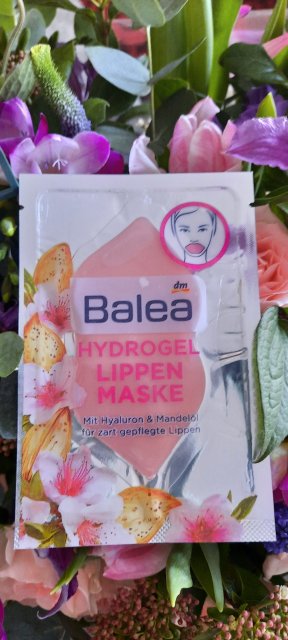 dm
Balea
HYDROGEL
LIPPEN
MASKE
Mit Hyaluron & Mandelöl
für zart gepflegte Lippen